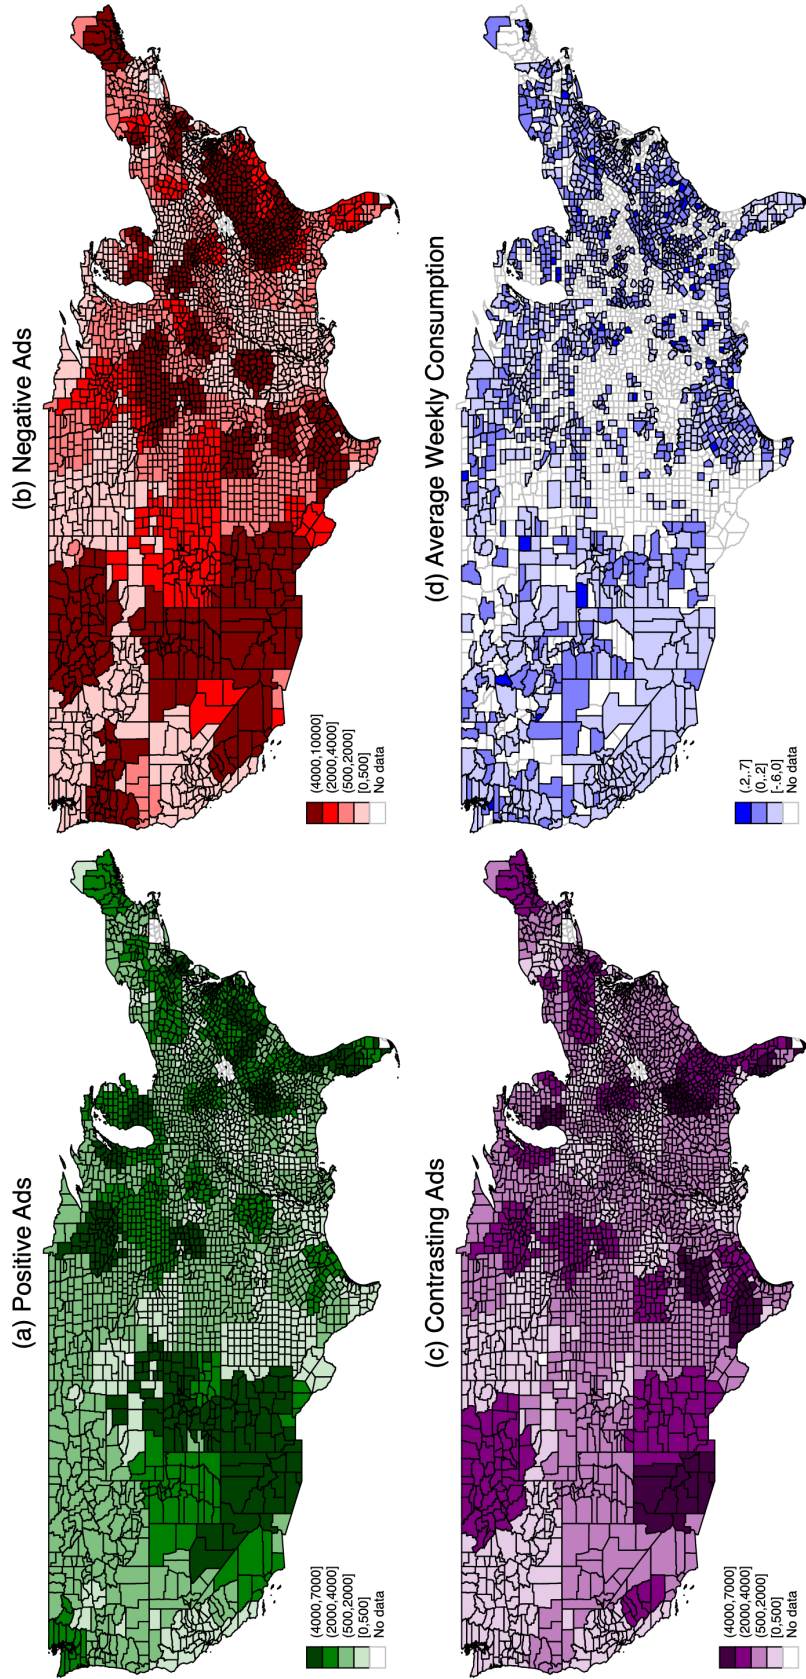 (a) Positive Ads
(4000,7000]
(2000,4000]
(500,2000]
[0,500]
No data
(b) Negative Ads
(4000,10000]
(2000,4000]
(500,2000]
[0,500]
No data
(c) Contrasting Ads
(4000,7000]
(2000,4000]
(500,2000]
[0,500]
No data
(d) Average Weekly Consumption
(.2,.7]
(0,.2]
[-.6,0]
No data